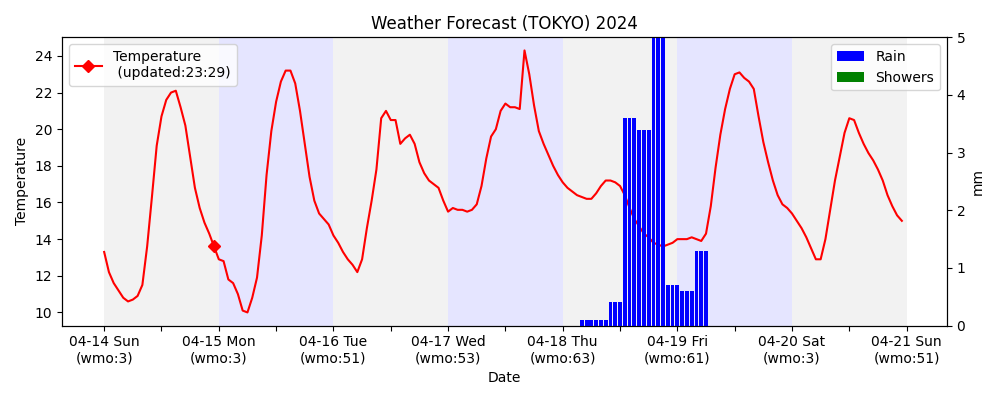 Weather Forecast (TOKYO) 2024
Temperature
(updated:23:29)
Rain
Showers
24
22
20
18
16
14
12
10
Temperature
5
4
3
2
1
0
mm
04-14 Sun
(wmo:3)
04-15 Mon
(wmo:3)
04-16 Tue
(wmo:51)
04-17 Wed
(wmo:53)
04-18 Thu
(wmo:63)
04-19 Fri
(wmo:61)
04-20 Sat
(wmo:3)
04-21 Sun
(wmo:51)
Date